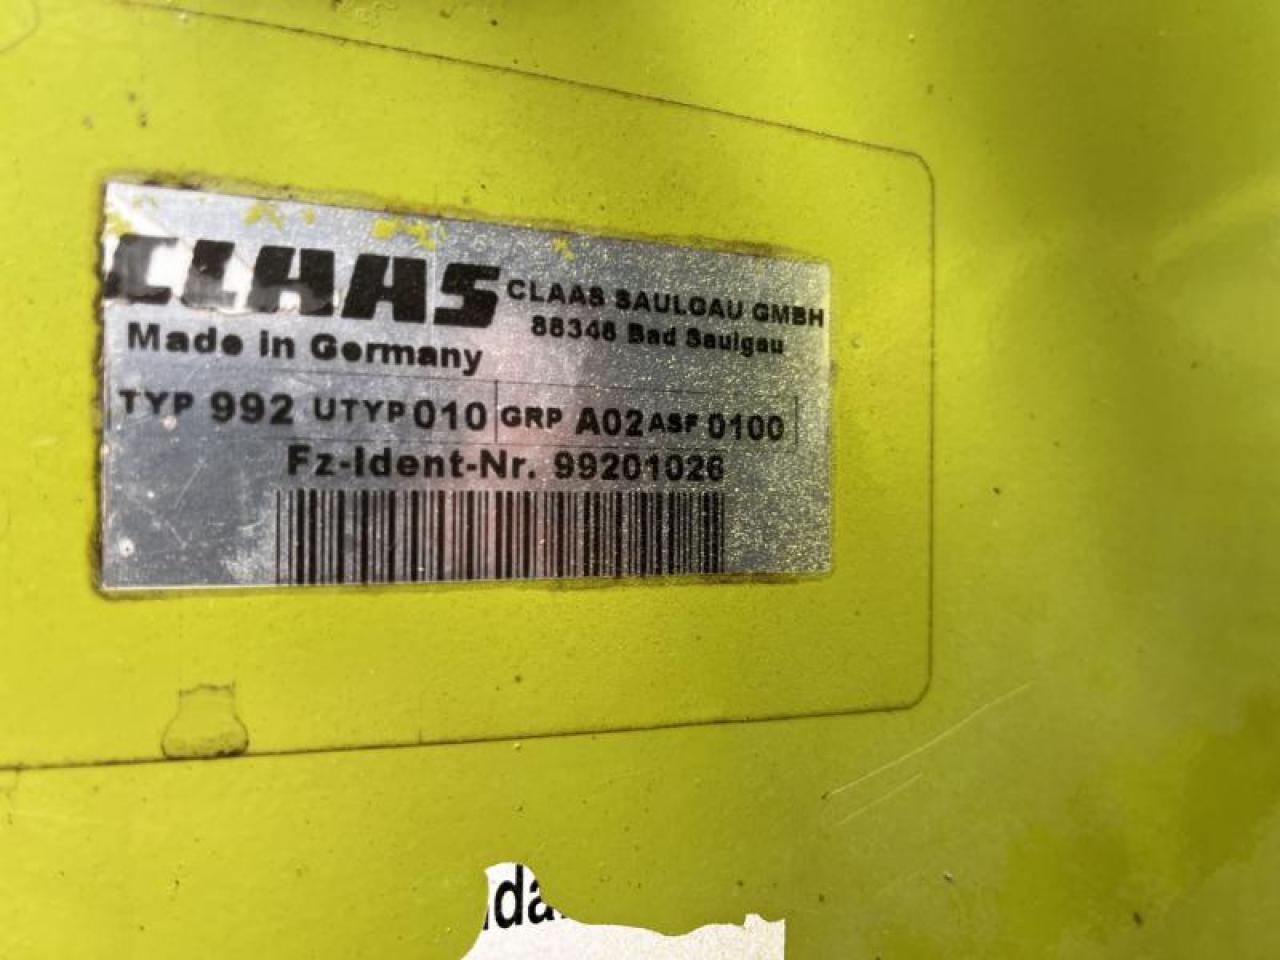 CLAAS
CLAAS SAULGAU GMBH
88348 Bad Saulgau
Made in Germany
TYP 992 UTYP 010 GRP A02 ASF 0100
Fz-Ident-Nr. 99201026
da